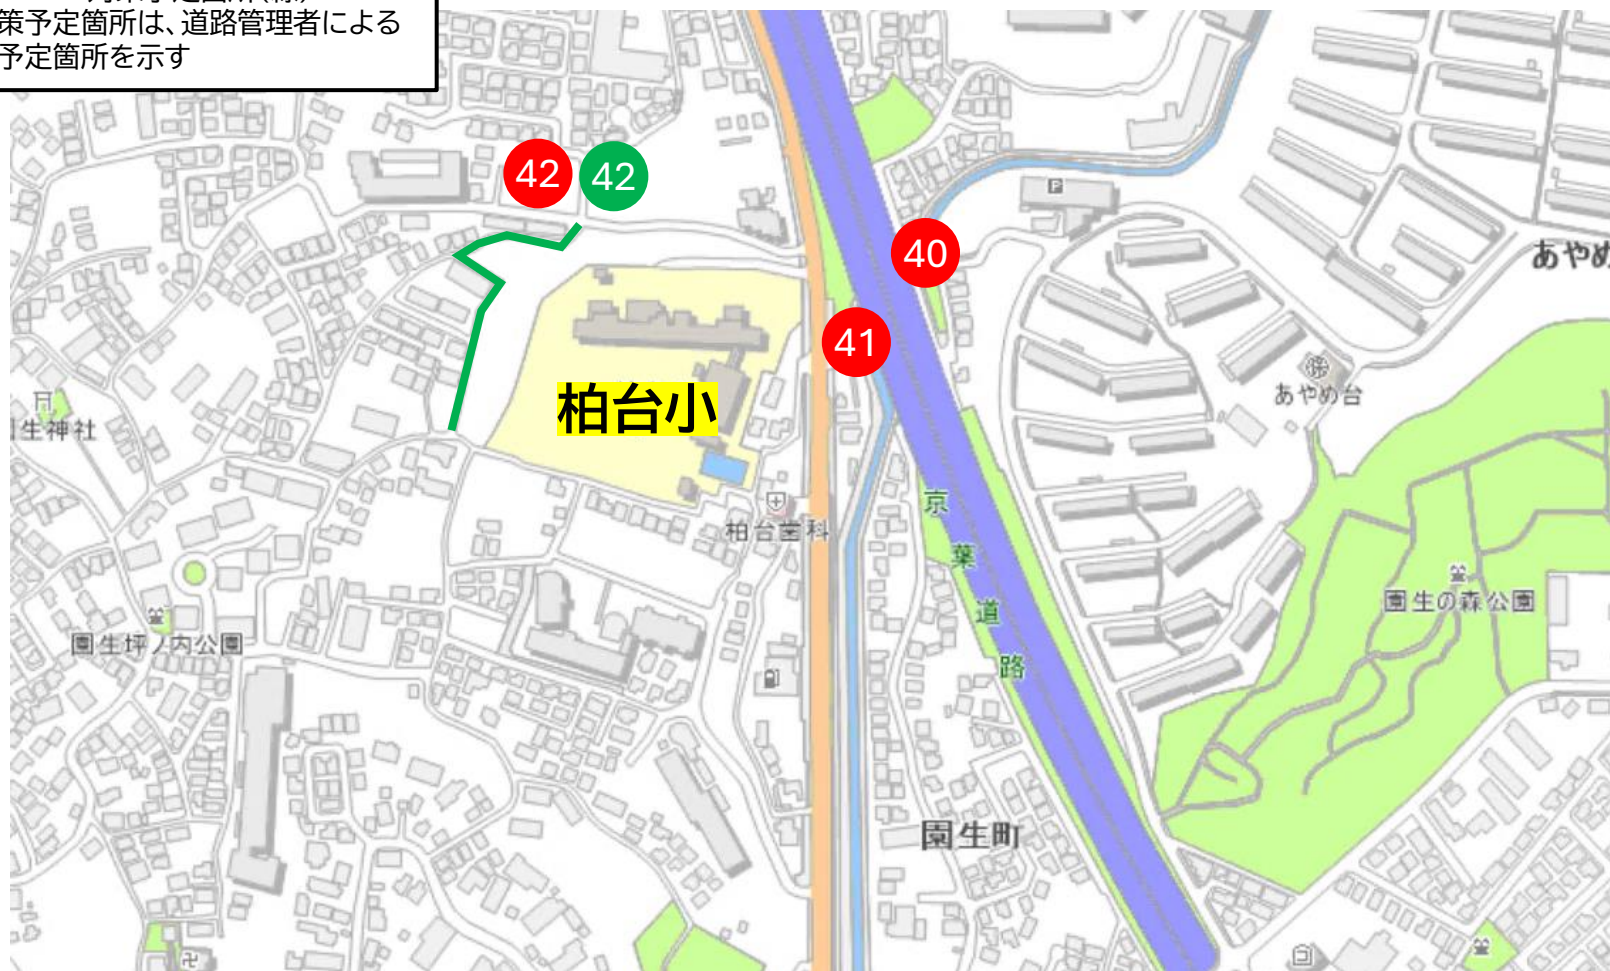 策予定箇所は、道路管理者による
予定箇所を示す
42
42
40
41
あやめ
あやめ台
柏台小
生神社
柏台歯科
京葉道路
園生の森公園
園生坪ノ内公園
園生町